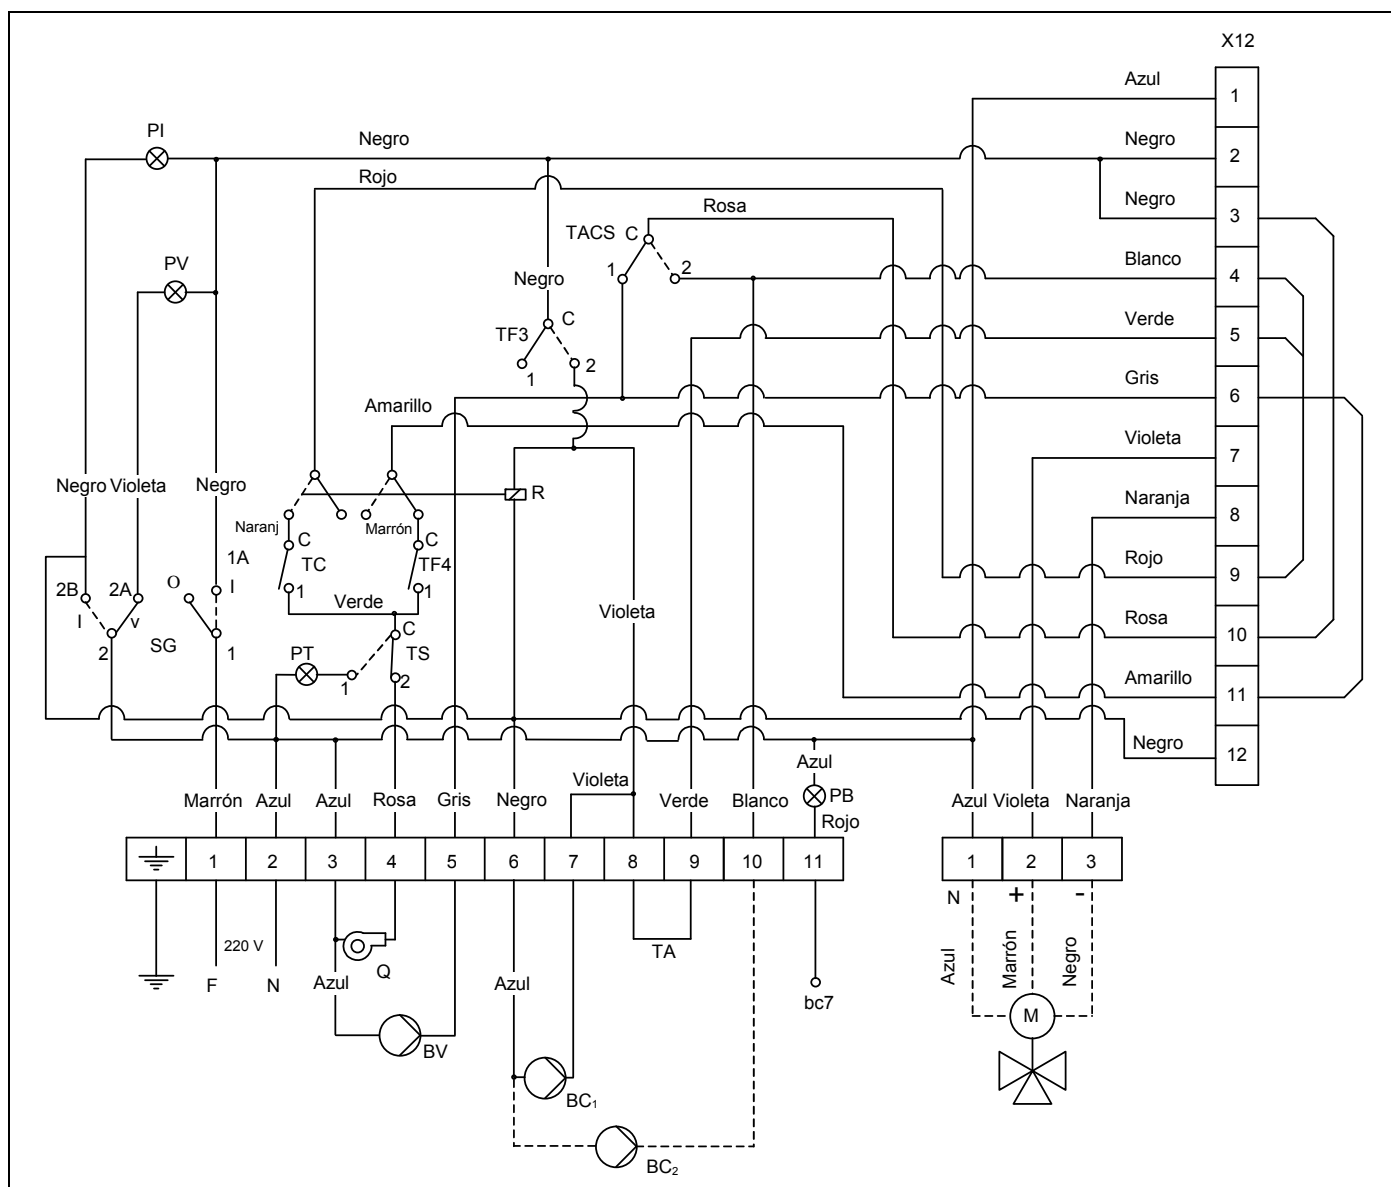 X12
Azul
1
PI
Negro
Negro
2
Rojo
Negro
3
Rosa
TACS
C
1
2
Blanco
4
PV
Negro
Verde
5
TF3
C
1
2
Gris
6
Amarillo
Violeta
7
Negro
Violeta
Negro
R
Naranja
8
Naranj
Marrón
C
C
TC
TF4
1
1
1A
O
I
2B
2A
I
v
2
SG
1
Rojo
9
Verde
Violeta
Rosa
10
C
TS
PT
1
2
Amarillo
11
Negro
12
Azul
PB
Rojo
Marrón
Azul
Azul
Rosa
Gris
Negro
Violeta
Verde
Blanco
Azul
Violeta
Naranja
1
2
3
4
5
6
7
8
9
10
11
1
2
3
N
+
-
220 V
F
N
Azul
Q
Azul
TA
bc7
Azul
Marrón
Negro
M
BV
BC₁
BC₂